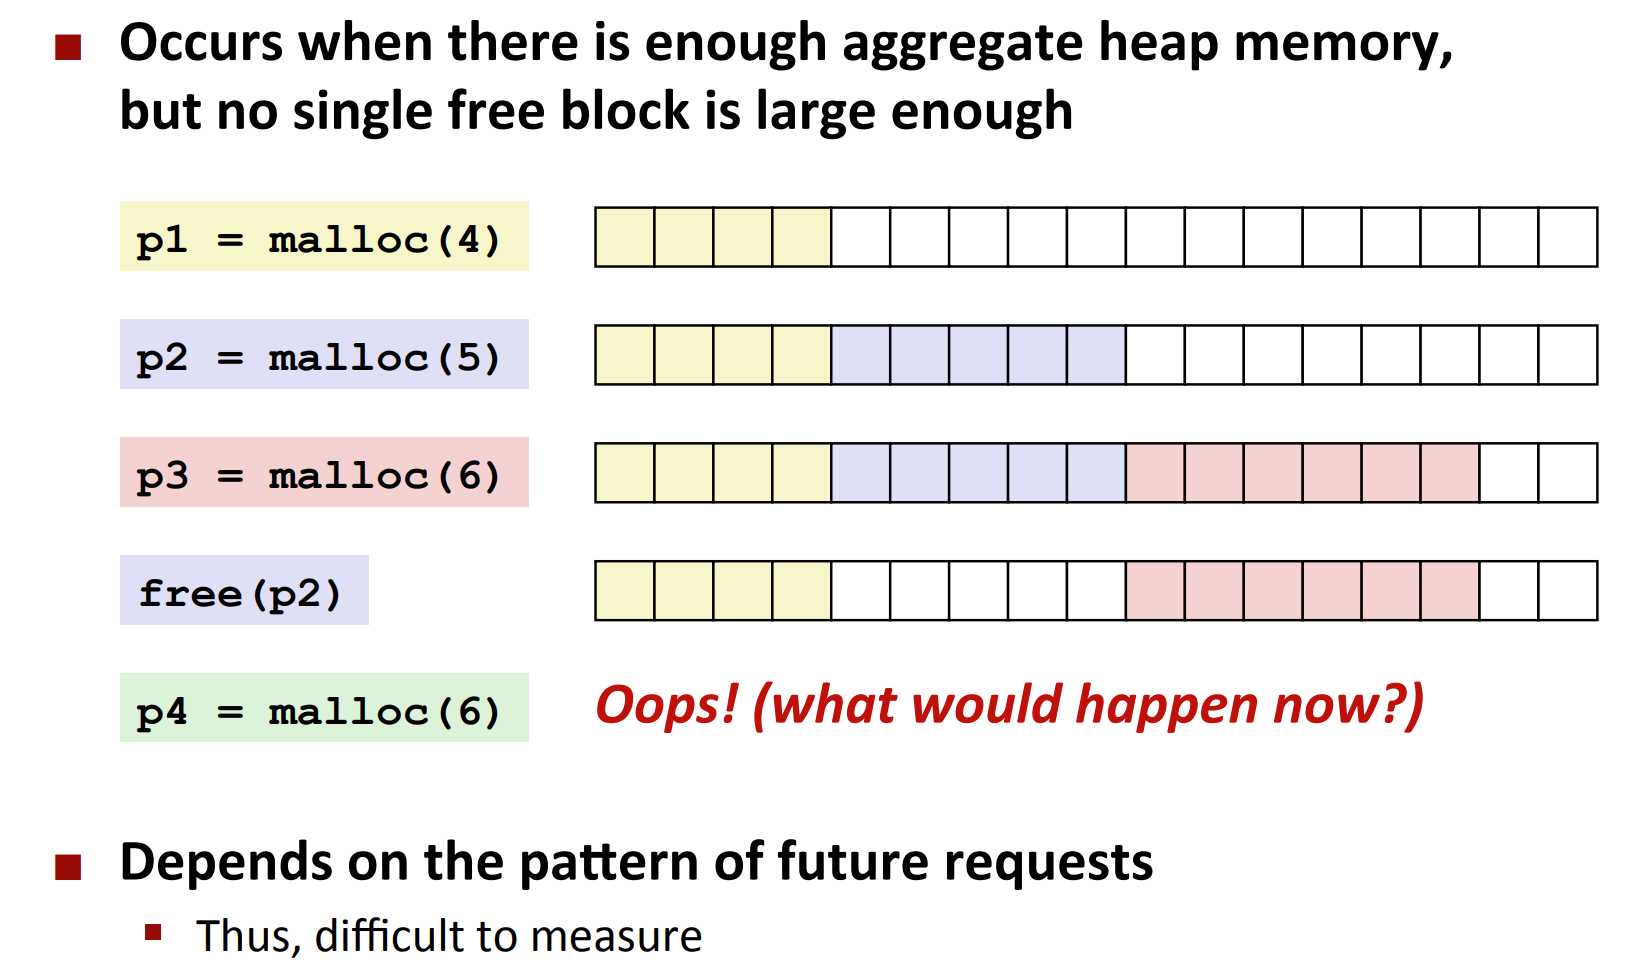 Occurs when there is enough aggregate heap memory,
but no single free block is large enough
p1 = malloc(4)
p2 = malloc(5)
p3 = malloc(6)
free(p2)
p4 = malloc(6)
Oops! (what would happen now?)
Depends on the pattern of future requests
Thus, difficult to measure